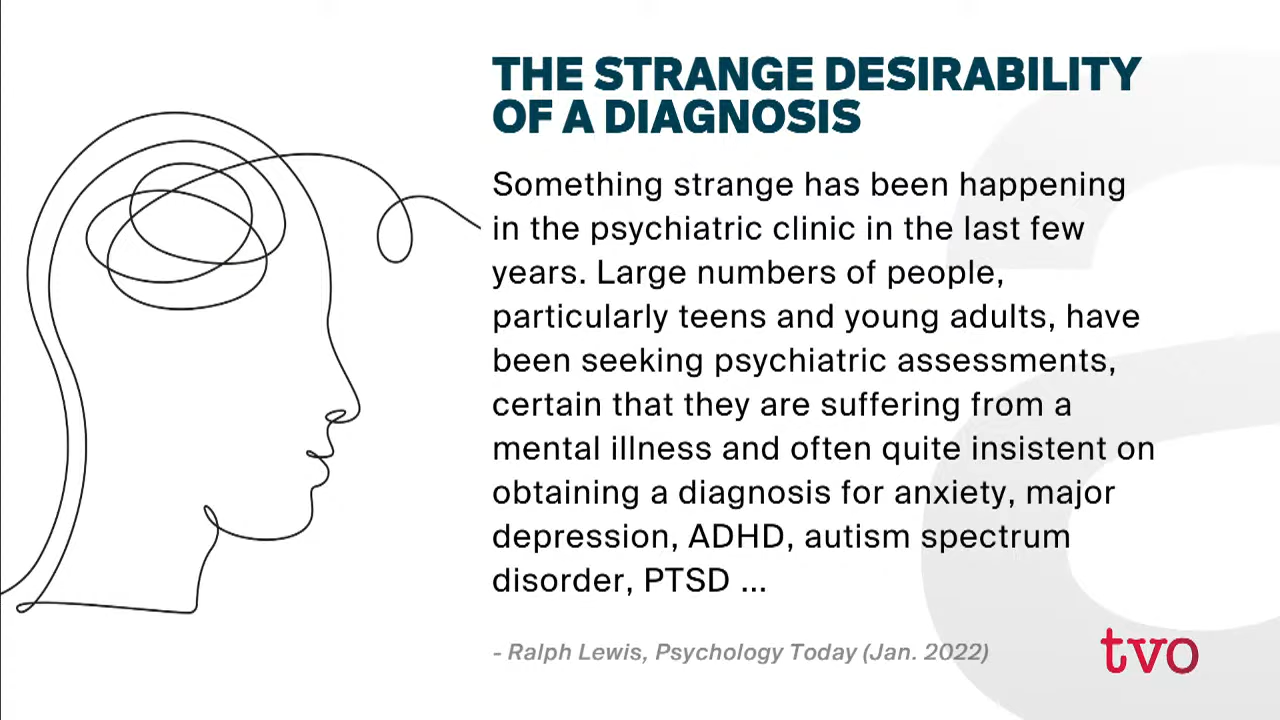 THE STRANGE DESIRABILITY
OF A DIAGNOSIS
Something strange has been happening
in the psychiatric clinic in the last few
years. Large numbers of people,
particularly teens and young adults, have
been seeking psychiatric assessments,
certain that they are suffering from a
mental illness and often quite insistent on
obtaining a diagnosis for anxiety, major
depression, ADHD, autism spectrum
disorder, PTSD ...
– Ralph Lewis, Psychology Today (Jan. 2022)
tvo